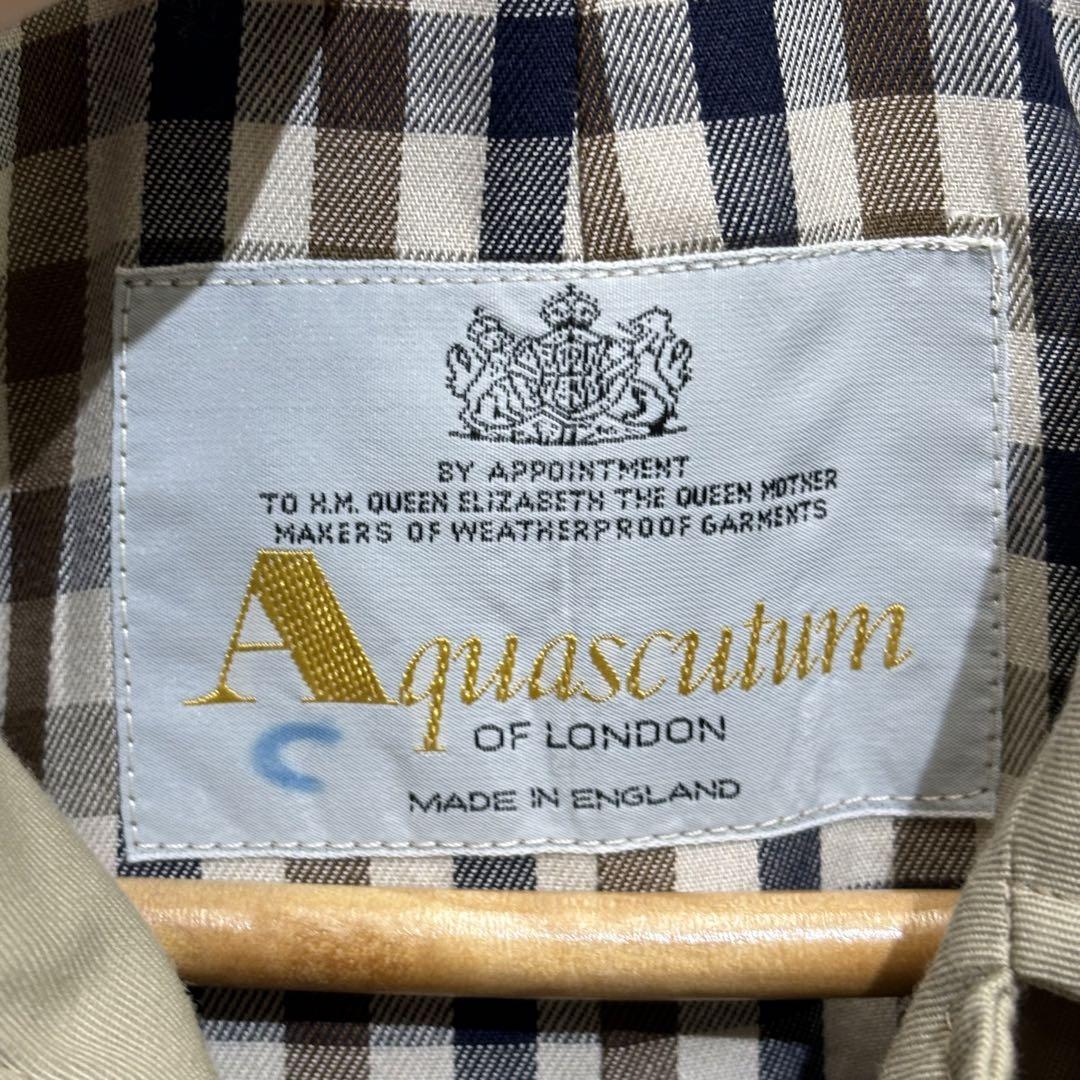 BY APPOINTMENT
TO H.M. QUEEN ELIZABETH THE QUEEN MOTHER
MAKERS OF WEATHERPROOF GARMENTS
Aquascutum
OF LONDON
C
MADE IN ENGLAND